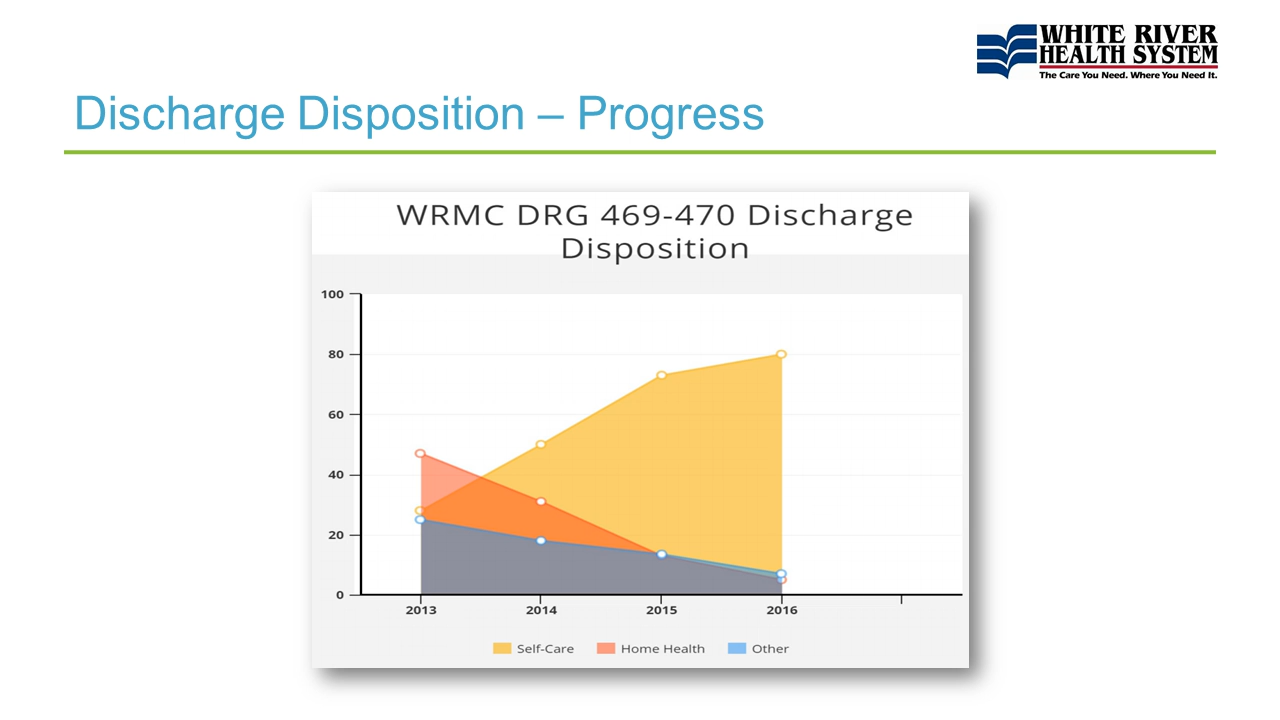 WHITE RIVER
HEALTH SYSTEM
The Care You Need. Where You Need It.
Discharge Disposition – Progress
WRMC DRG 469-470 Discharge
Disposition
100
80
60
40
20
0
2013 2014 2015 2016
Self-Care Home Health Other